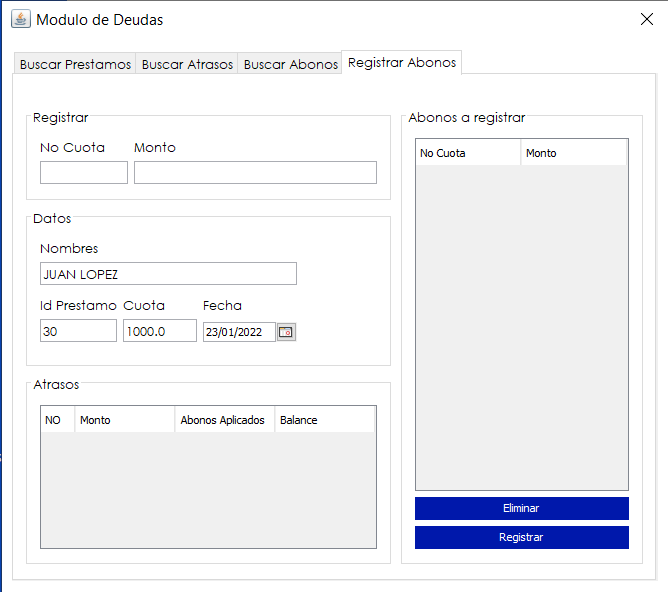 Modulo de Deudas
Buscar Prestamos Buscar Atrasos Buscar Abonos Registrar Abonos
Registrar
No Cuota Monto
Datos
Nombres
JUAN LOPEZ
Id Prestamo Cuota Fecha
30 1000.0 23/01/2022
Atrasos
NO Monto Abonos Aplicados Balance
Abonos a registrar
No Cuota Monto
Eliminar
Registrar